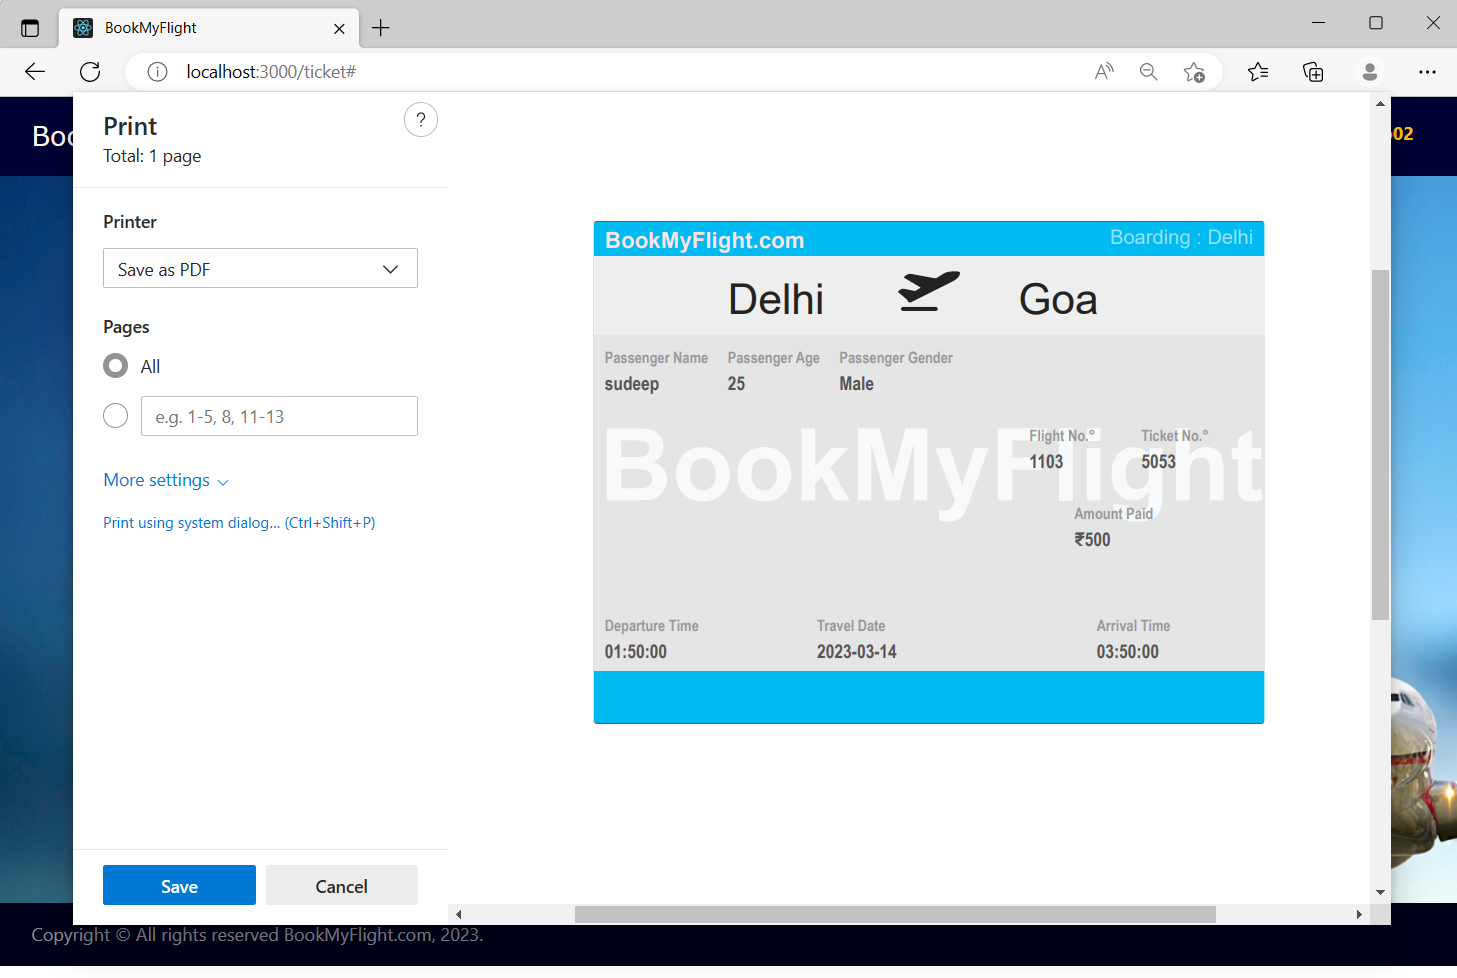 BookMyFlight
localhost:3000/ticket#
Boo
02
Print
Total: 1 page
?
Printer
Save as PDF
Pages
All
e.g. 1-5, 8, 11-13
More settings
Print using system dialog... (Ctrl+Shift+P)
Save
Cancel
BookMyFlight.com
Boarding : Delhi
Delhi
Goa
Passenger Name Passenger Age Passenger Gender
sudeep 25 Male
BookMyFlight
Flight No.° Ticket No.°
1103 5053
Amount Paid
₹500
Departure Time Travel Date Arrival Time
01:50:00 2023-03-14 03:50:00
Copyright © All rights reserved BookMyFlight.com, 2023.